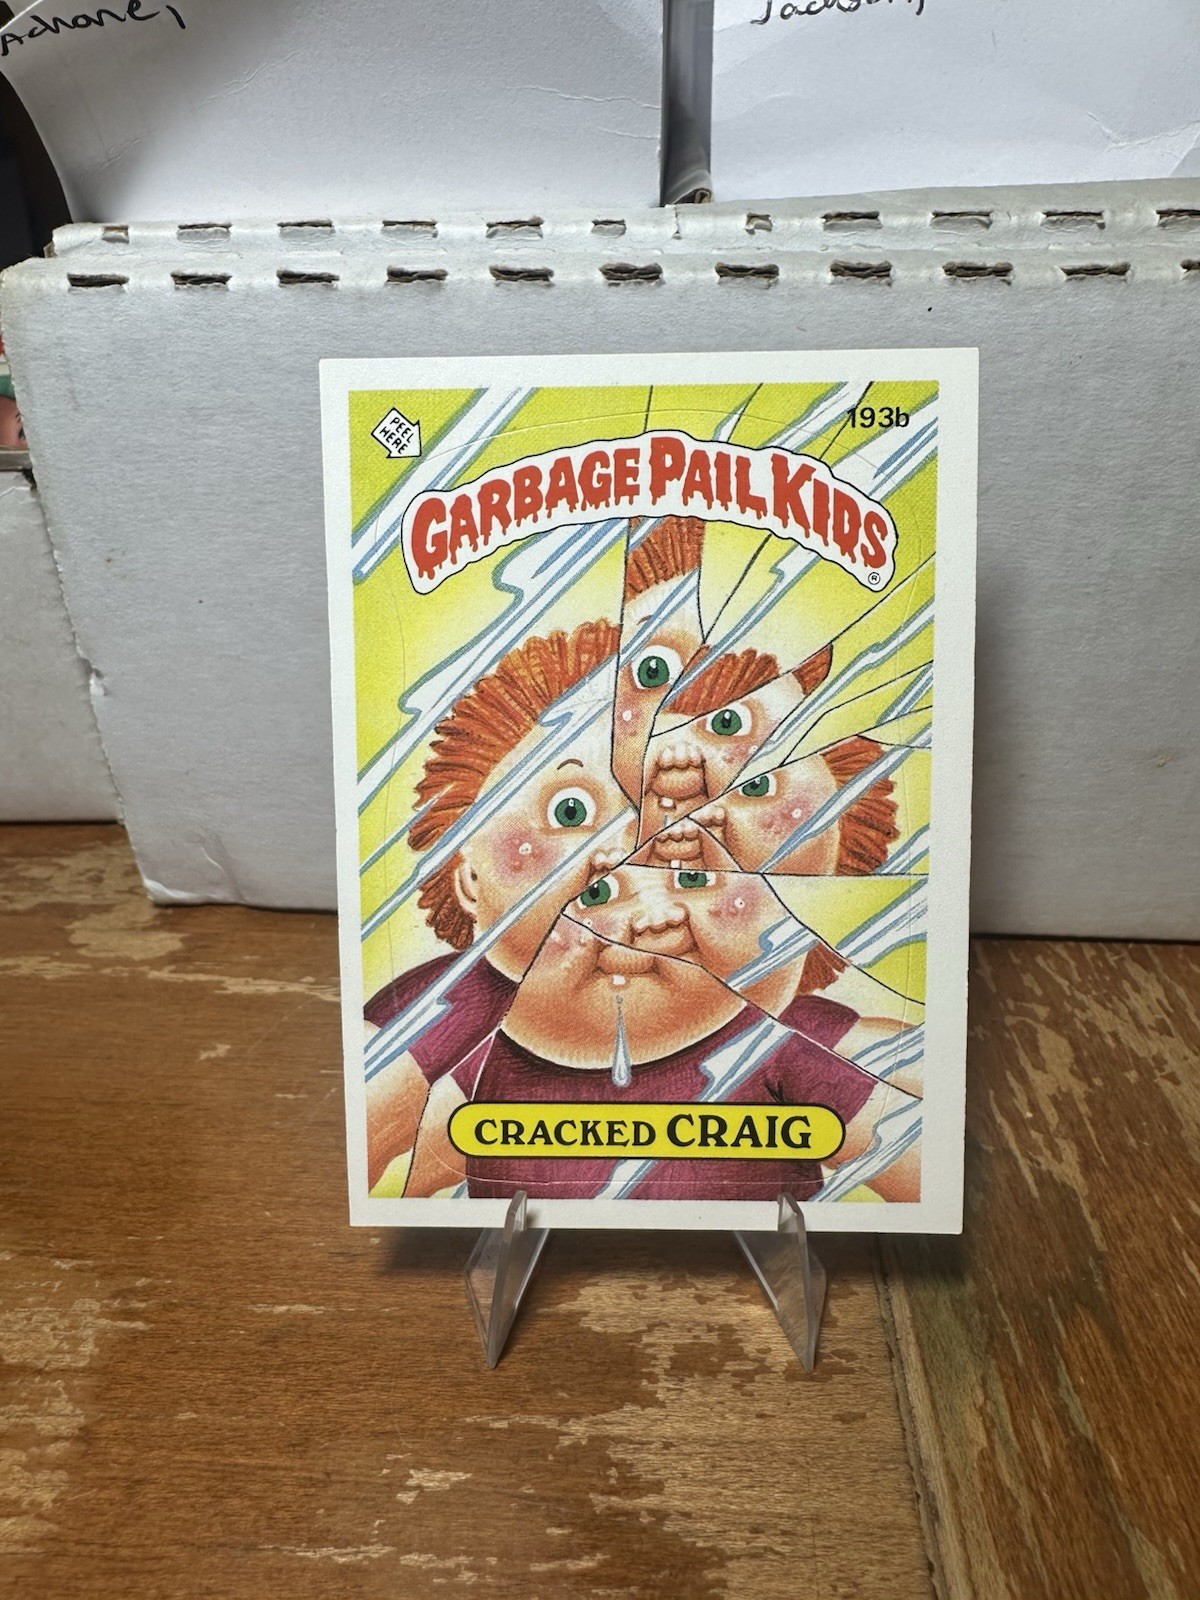 PEEL
HERE
193b
GARBAGE PAIL KIDS
®
CRACKED CRAIG